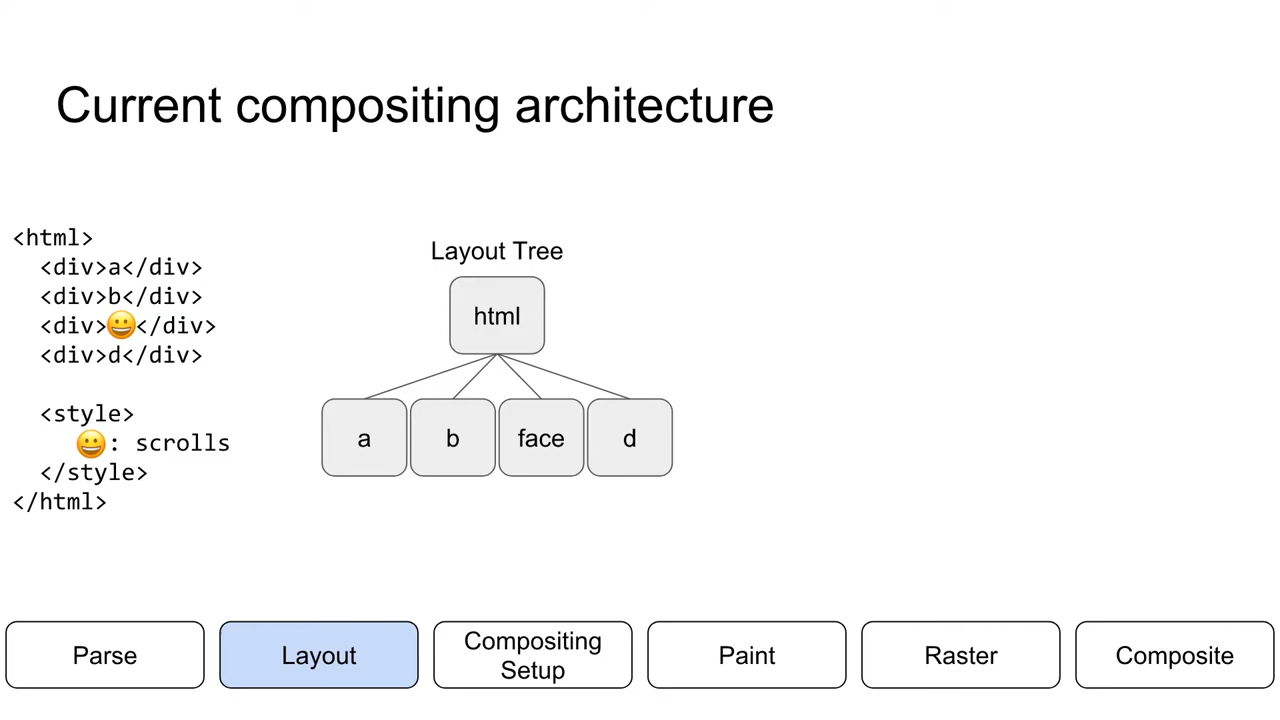 Current compositing architecture
<html>
<div>a</div>
<div>b</div>
<div>😀</div>
<div>d</div>
<style>
😀: scrolls
</style>
</html>
Layout Tree
html
a b face d
Parse Layout Compositing Setup Paint Raster Composite